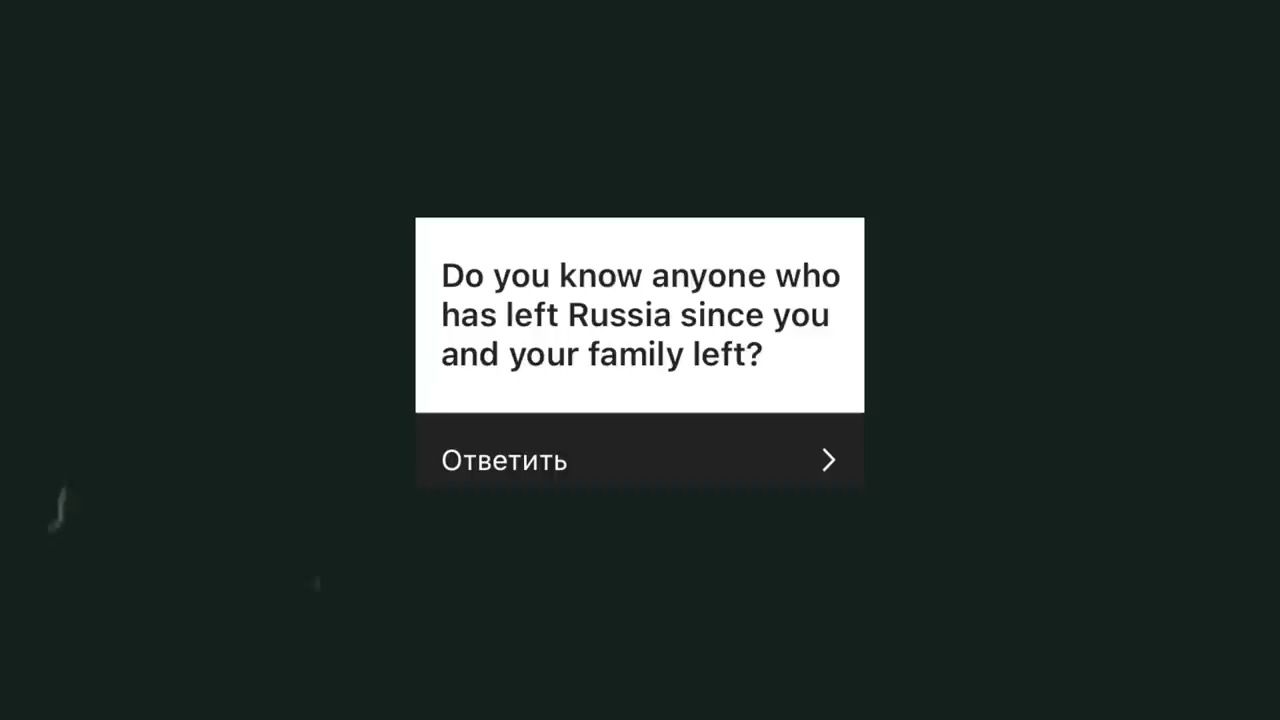 Do you know anyone who
has left Russia since you
and your family left?
Ответить